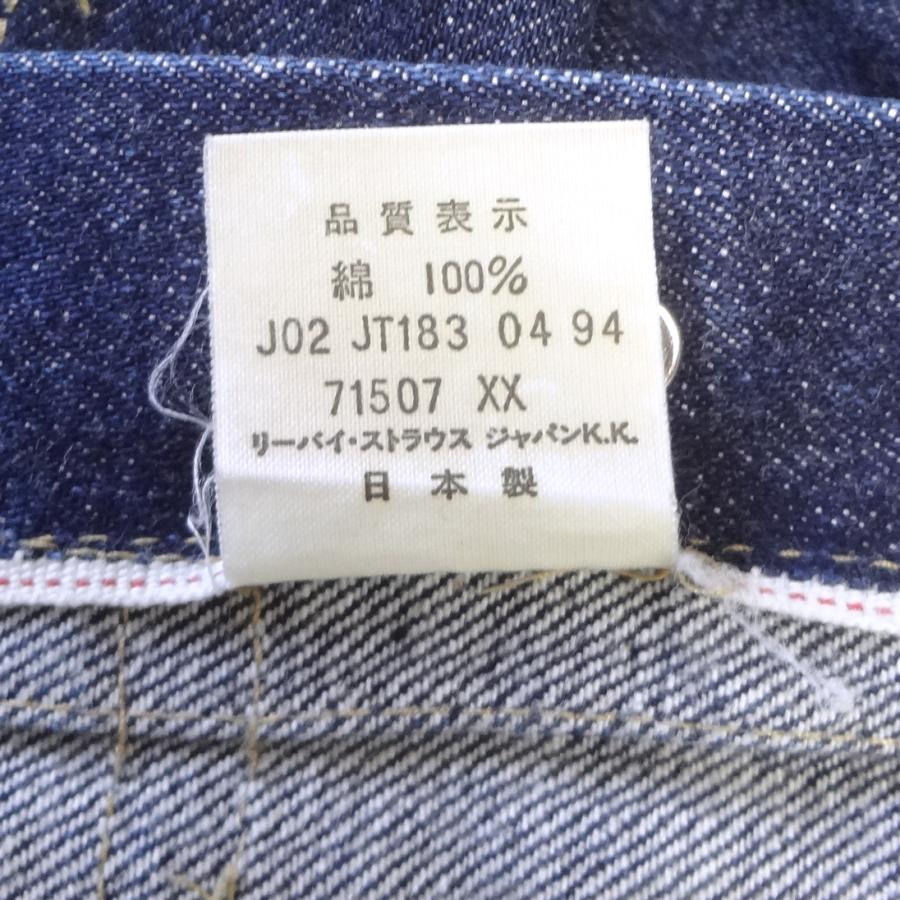 品質表示
綿 100%
J02 JT183 04 94
71507 XX
リーバイ・ストラウス ジャパンK.K.
日本製